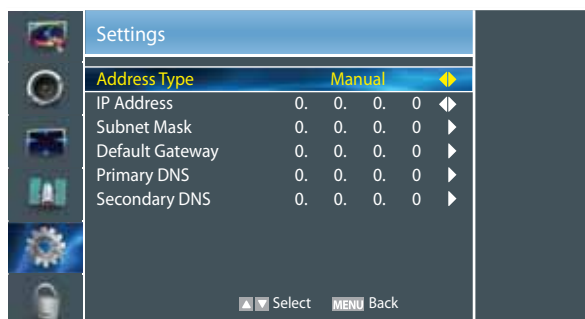 Settings
Address Type Manual
IP Address 0. 0. 0. 0
Subnet Mask 0. 0. 0. 0
Default Gateway 0. 0. 0. 0
Primary DNS 0. 0. 0. 0
Secondary DNS 0. 0. 0. 0
Select MENU Back